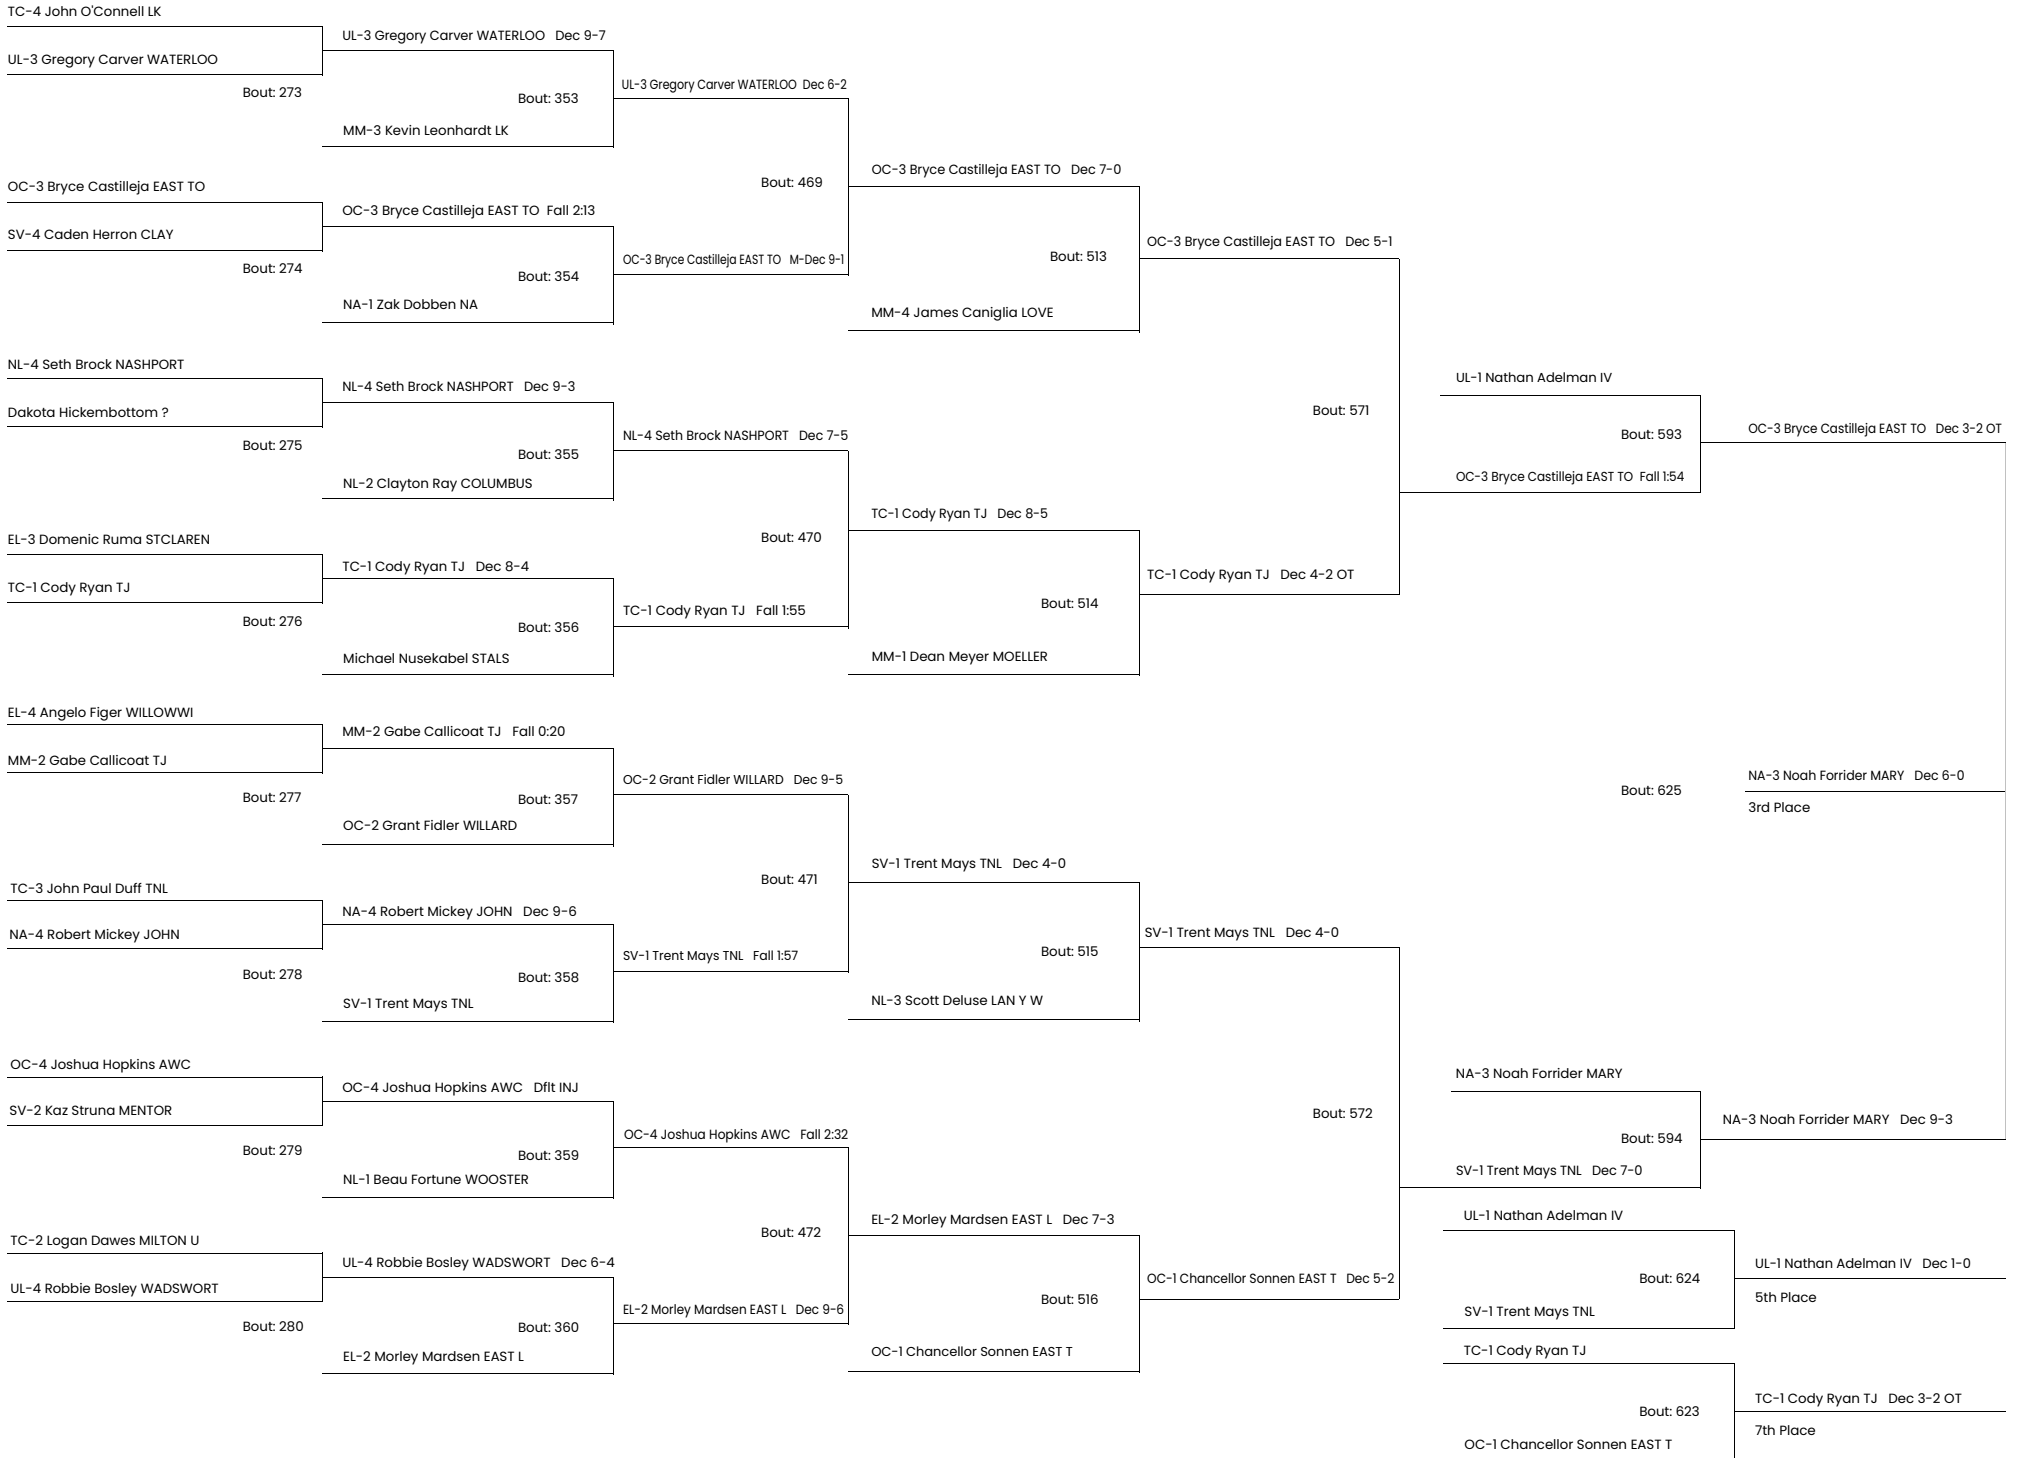 TC-4 John O'Connell LK
UL-3 Gregory Carver WATERLOO
Bout: 273
UL-3 Gregory Carver WATERLOO Dec 9-7
Bout: 353
MM-3 Kevin Leonhardt LK
UL-3 Gregory Carver WATERLOO Dec 6-2
Bout: 469
OC-3 Bryce Castilleja EAST TO
SV-4 Caden Herron CLAY
Bout: 274
OC-3 Bryce Castilleja EAST TO Fall 2:13
Bout: 354
NA-1 Zak Dobben NA
OC-3 Bryce Castilleja EAST TO M-Dec 9-1
OC-3 Bryce Castilleja EAST TO Dec 7-0
Bout: 513
MM-4 James Caniglia LOVE
OC-3 Bryce Castilleja EAST TO Dec 5-1
NL-4 Seth Brock NASHPORT
Dakota Hickembottom ?
Bout: 275
NL-4 Seth Brock NASHPORT Dec 9-3
Bout: 355
NL-2 Clayton Ray COLUMBUS
NL-4 Seth Brock NASHPORT Dec 7-5
Bout: 470
EL-3 Domenic Ruma STCLAREN
TC-1 Cody Ryan TJ
Bout: 276
TC-1 Cody Ryan TJ Dec 8-4
Bout: 356
Michael Nusekabel STALS
TC-1 Cody Ryan TJ Fall 1:55
TC-1 Cody Ryan TJ Dec 8-5
Bout: 514
MM-1 Dean Meyer MOELLER
TC-1 Cody Ryan TJ Dec 4-2 OT
Bout: 571
UL-1 Nathan Adelman IV
Bout: 593
OC-3 Bryce Castilleja EAST TO Fall 1:54
OC-3 Bryce Castilleja EAST TO Dec 3-2 OT
EL-4 Angelo Figer WILLOWWI
MM-2 Gabe Callicoat TJ
Bout: 277
MM-2 Gabe Callicoat TJ Fall 0:20
Bout: 357
OC-2 Grant Fidler WILLARD
OC-2 Grant Fidler WILLARD Dec 9-5
Bout: 471
TC-3 John Paul Duff TNL
NA-4 Robert Mickey JOHN
Bout: 278
NA-4 Robert Mickey JOHN Dec 9-6
Bout: 358
SV-1 Trent Mays TNL
SV-1 Trent Mays TNL Fall 1:57
SV-1 Trent Mays TNL Dec 4-0
Bout: 515
NL-3 Scott Deluse LAN Y W
SV-1 Trent Mays TNL Dec 4-0
Bout: 625
NA-3 Noah Forrider MARY Dec 6-0
3rd Place
OC-4 Joshua Hopkins AWC
SV-2 Kaz Struna MENTOR
Bout: 279
OC-4 Joshua Hopkins AWC Dflt INJ
Bout: 359
NL-1 Beau Fortune WOOSTER
OC-4 Joshua Hopkins AWC Fall 2:32
Bout: 472
TC-2 Logan Dawes MILTON U
UL-4 Robbie Bosley WADSWORT
Bout: 280
UL-4 Robbie Bosley WADSWORT Dec 6-4
Bout: 360
EL-2 Morley Mardsen EAST L
EL-2 Morley Mardsen EAST L Dec 9-6
EL-2 Morley Mardsen EAST L Dec 7-3
Bout: 516
OC-1 Chancellor Sonnen EAST T
OC-1 Chancellor Sonnen EAST T Dec 5-2
Bout: 572
NA-3 Noah Forrider MARY
Bout: 594
SV-1 Trent Mays TNL Dec 7-0
NA-3 Noah Forrider MARY Dec 9-3
UL-1 Nathan Adelman IV
Bout: 624
SV-1 Trent Mays TNL
UL-1 Nathan Adelman IV Dec 1-0
5th Place
TC-1 Cody Ryan TJ
Bout: 623
OC-1 Chancellor Sonnen EAST T
TC-1 Cody Ryan TJ Dec 3-2 OT
7th Place